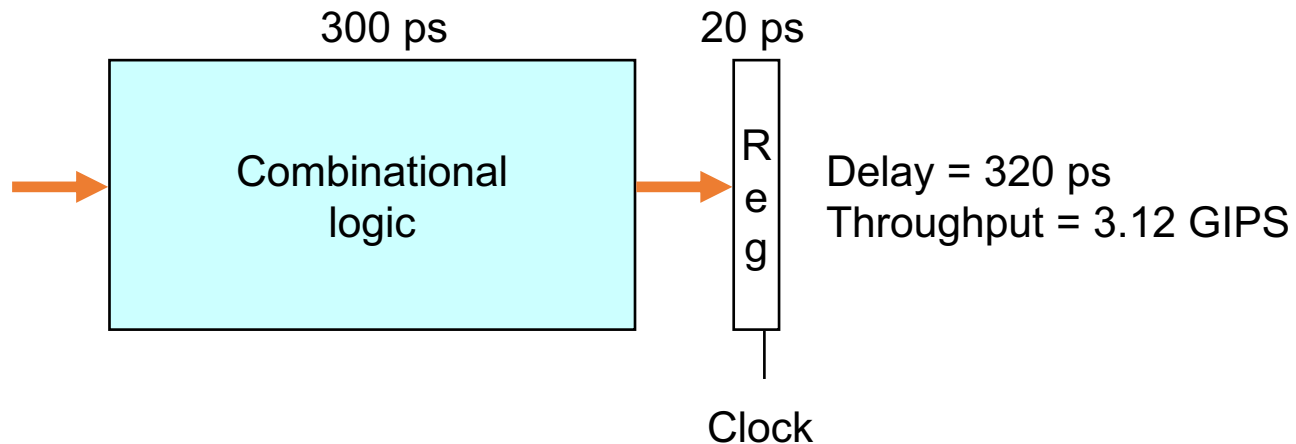 300 ps
20 ps
Combinational
logic
R
e
g
Delay = 320 ps
Throughput = 3.12 GIPS
Clock